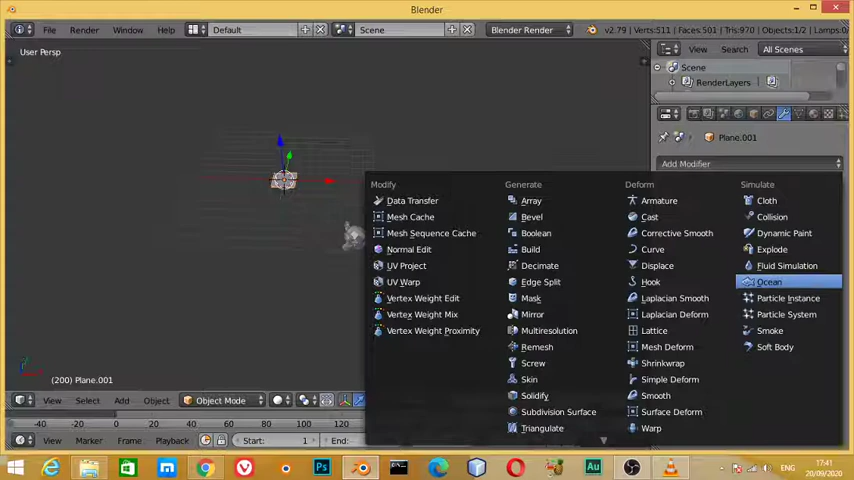 Blender
File Render Window Help Default Scene Blender Render v2.79 | Verts:511 | Faces:501 | Tris:970 | Objects:1/2 | Lamps:0/0
User Persp
View Search All Scenes
Scene
RenderLayers
Plane.001
Add Modifier
Modify
Data Transfer
Mesh Cache
Mesh Sequence Cache
Normal Edit
UV Project
UV Warp
Vertex Weight Edit
Vertex Weight Mix
Vertex Weight Proximity
Generate
Array
Bevel
Boolean
Build
Decimate
Edge Split
Mask
Mirror
Multiresolution
Remesh
Screw
Skin
Solidify
Subdivision Surface
Triangulate
Deform
Armature
Cast
Corrective Smooth
Curve
Displace
Hook
Laplacian Smooth
Laplacian Deform
Lattice
Mesh Deform
Shrinkwrap
Simple Deform
Smooth
Surface Deform
Warp
Simulate
Cloth
Collision
Dynamic Paint
Explode
Fluid Simulation
Ocean
Particle Instance
Particle System
Smoke
Soft Body
(200) Plane.001
View Select Add Object Object Mode
-40 -20 0 20 40 60 80 100 120
View Marker Frame Playback Start: 1 End:
ENG
17:41
20/09/2020